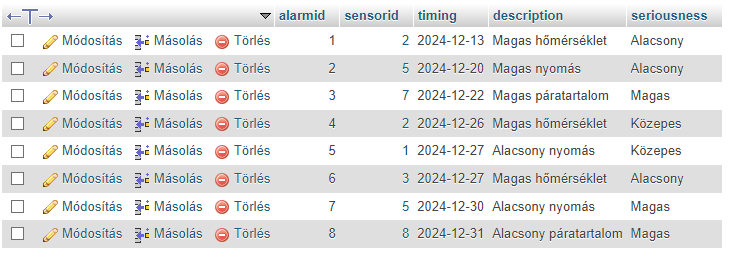 alarmid sensorid timing description seriousness
Módosítás Másolás Törlés 1 2 2024-12-13 Magas hőmérséklet Alacsony
Módosítás Másolás Törlés 2 5 2024-12-20 Magas nyomás Alacsony
Módosítás Másolás Törlés 3 7 2024-12-22 Magas páratartalom Magas
Módosítás Másolás Törlés 4 2 2024-12-26 Magas hőmérséklet Közepes
Módosítás Másolás Törlés 5 1 2024-12-27 Alacsony nyomás Közepes
Módosítás Másolás Törlés 6 3 2024-12-27 Magas hőmérséklet Alacsony
Módosítás Másolás Törlés 7 5 2024-12-30 Alacsony nyomás Magas
Módosítás Másolás Törlés 8 8 2024-12-31 Alacsony páratartalom Magas